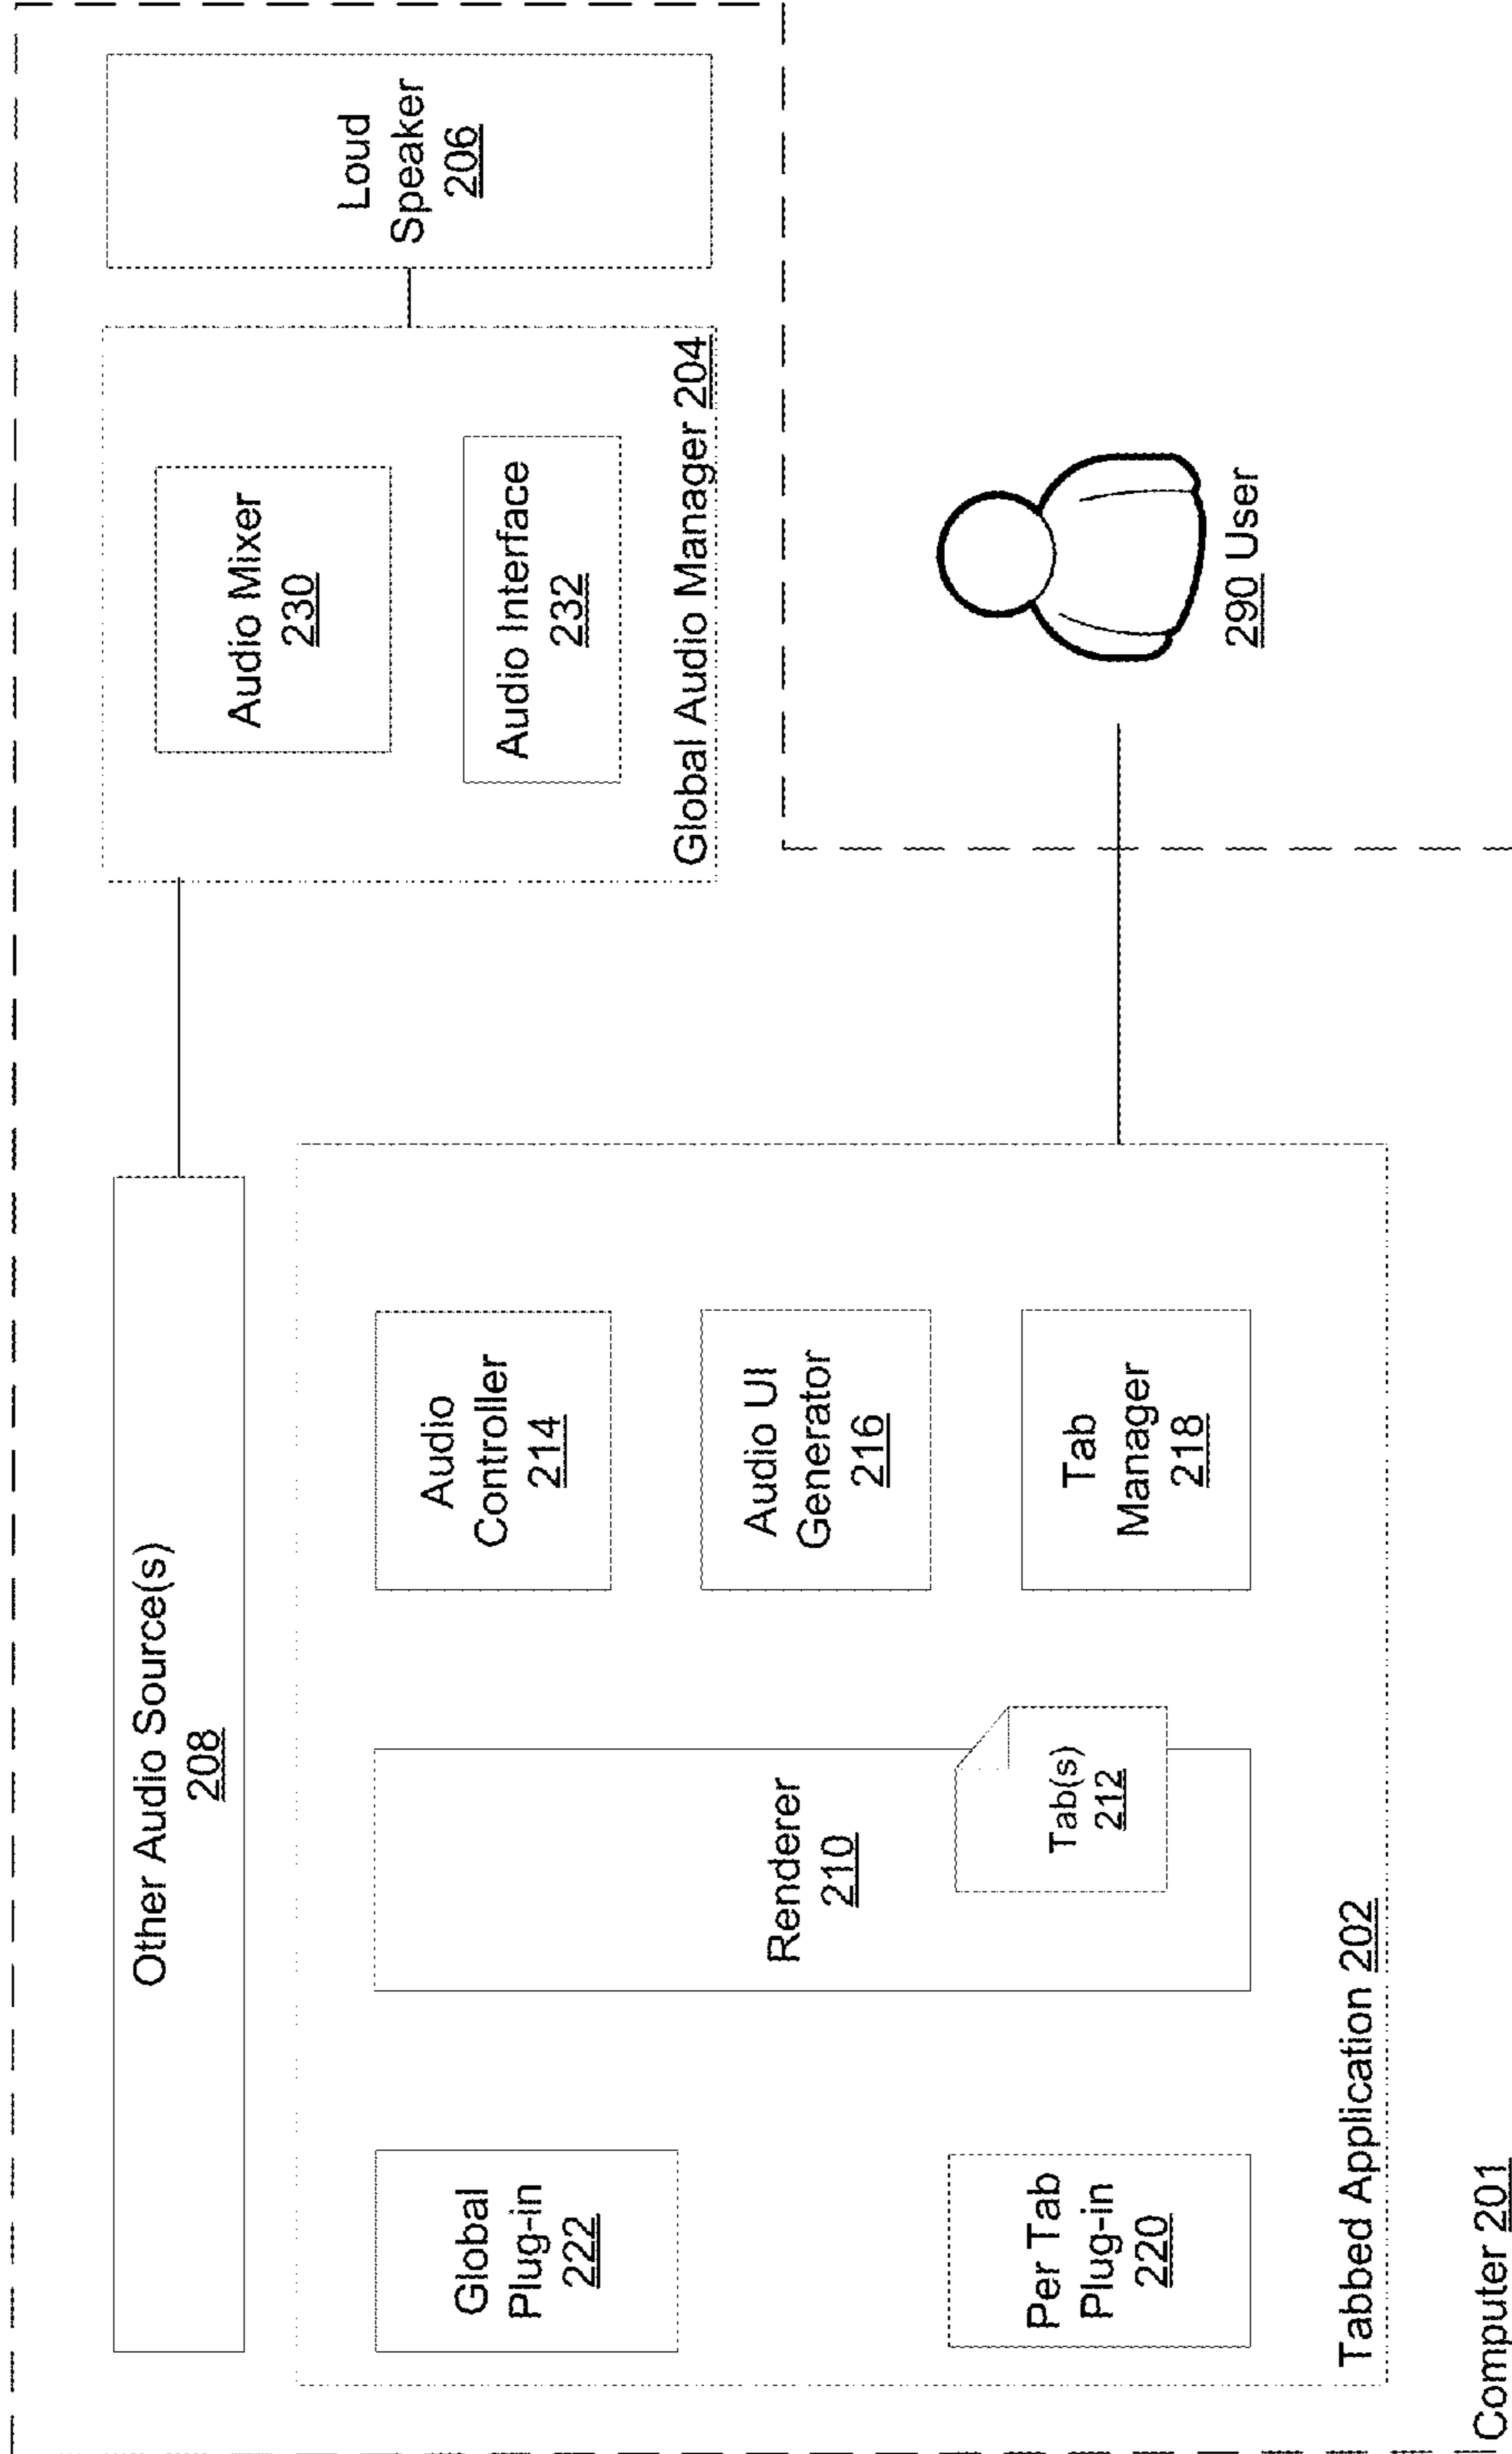 Other Audio Source(s)
208
Global
Plug-in
222
Per Tab
Plug-in
220
Renderer
210
Tab(s)
212
Audio
Controller
214
Audio UI
Generator
216
Tab
Manager
218
Tabbed Application 202
Audio Mixer
230
Audio Interface
232
Global Audio Manager 204
Loud
Speaker
206
290 User
Computer 201